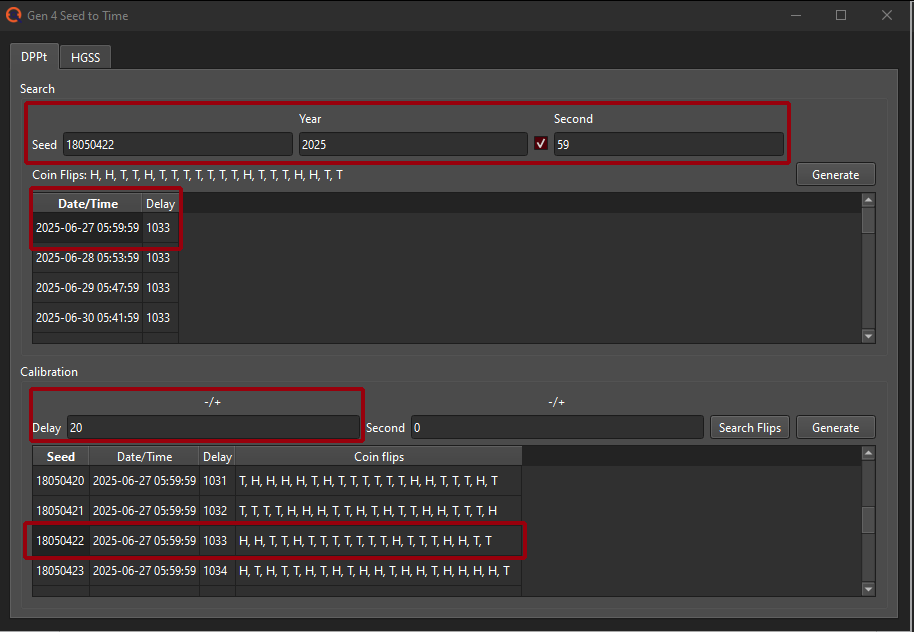 Gen 4 Seed to Time
DPPt HGSS
Search
Year Second
Seed 18050422 2025 59
Coin Flips: H, H, T, T, H, T, T, T, T, T, T, T, H, T, T, T, H, H, T, T
Generate
Date/Time Delay
2025-06-27 05:59:59 1033
2025-06-28 05:53:59 1033
2025-06-29 05:47:59 1033
2025-06-30 05:41:59 1033
Calibration
-/+ -/+
Delay 20 Second 0 Search Flips Generate
Seed Date/Time Delay Coin flips
18050420 2025-06-27 05:59:59 1031 T, H, H, H, H, T, H, T, T, T, T, T, T, H, H, T, T, T, H, T
18050421 2025-06-27 05:59:59 1032 T, T, T, T, H, H, H, T, T, H, T, H, T, T, H, H, T, T, T, H
18050422 2025-06-27 05:59:59 1033 H, H, T, T, H, T, T, T, T, T, T, T, H, T, T, T, H, H, T, T
18050423 2025-06-27 05:59:59 1034 H, T, H, T, T, H, T, H, T, H, H, T, H, H, T, H, H, H, H, T